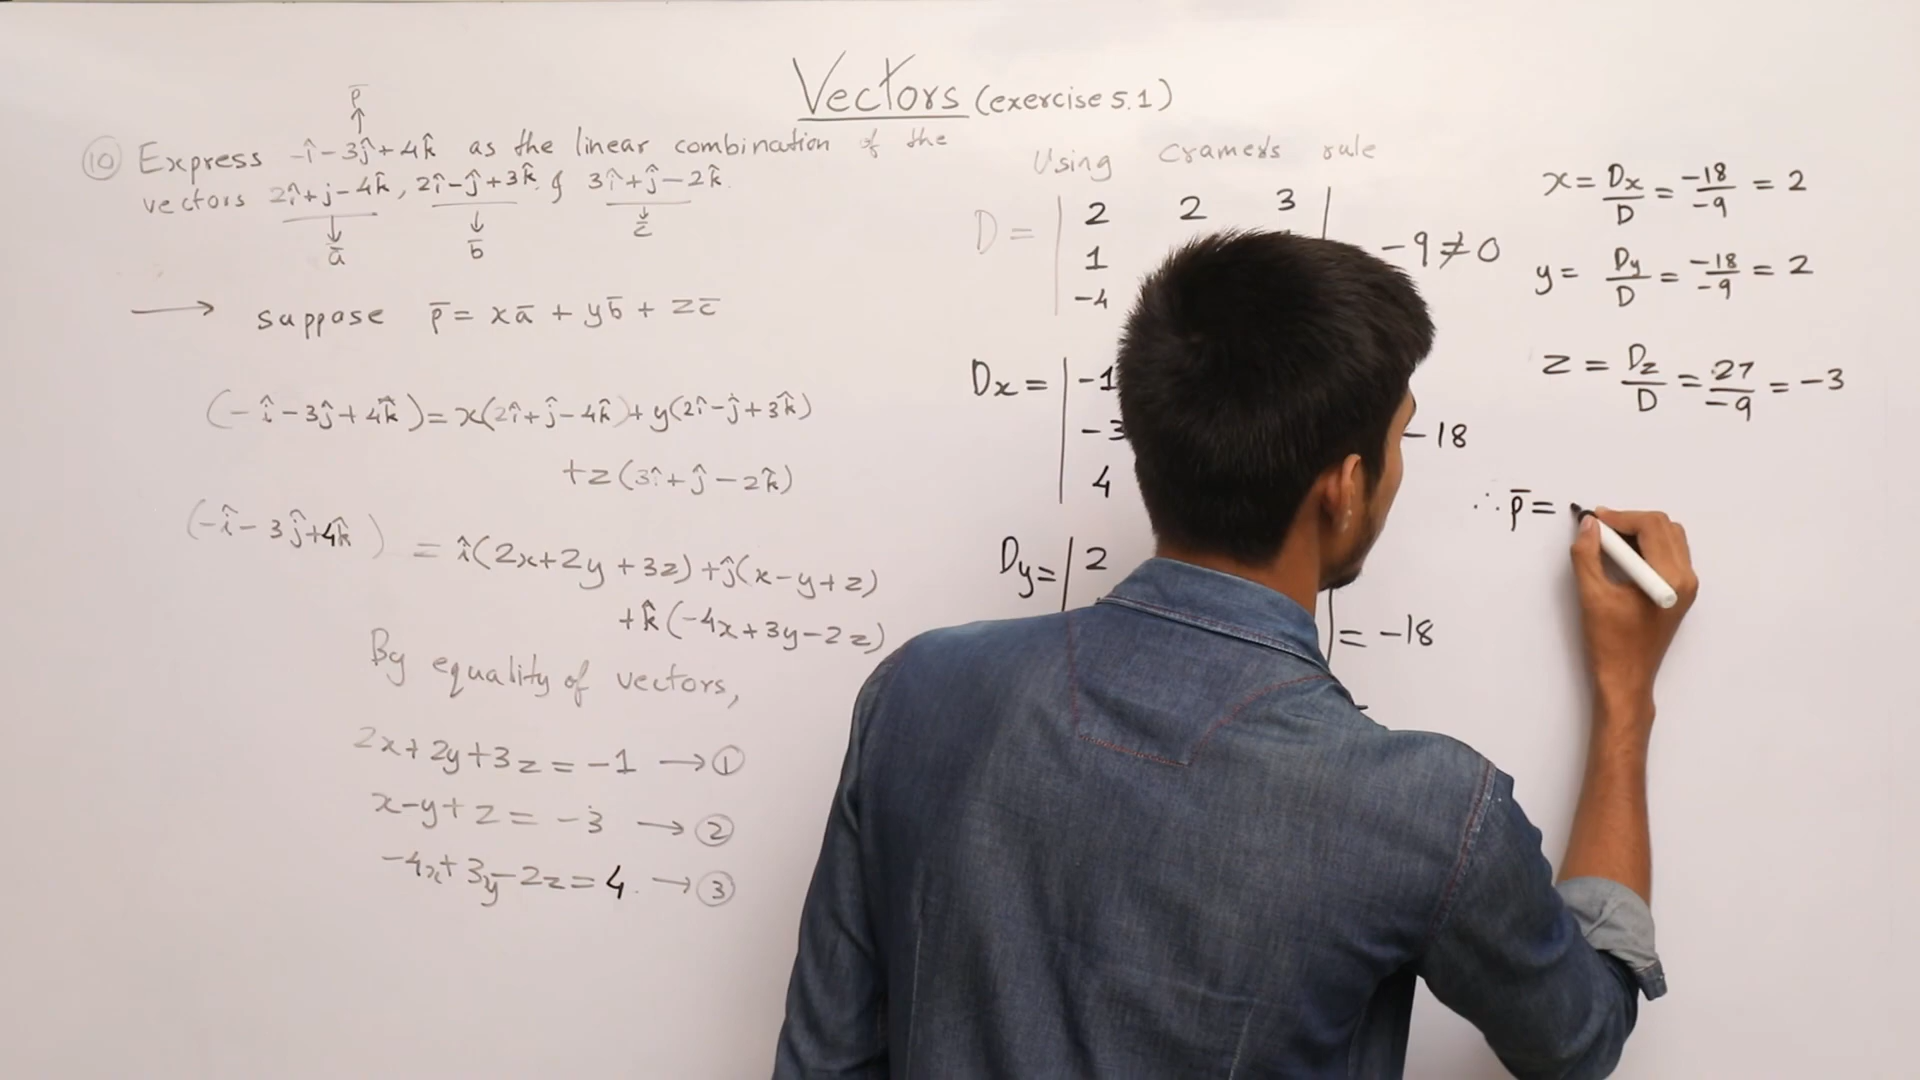 Vectors (exercise 5.1)
p̄
↑
⑩ Express -î-3ĵ+4k̂ as the linear combination of the
vectors 2î+j-4k̂, 2î-ĵ+3k̂ & 3î+ĵ-2k̂.
↓ ↓ ↓
ā b̄ c̄
→ suppose p̄ = xā + yb̄ + zc̄
(-î-3ĵ+4k̂) = x(2î+ĵ-4k̂)+y(2î-ĵ+3k̂)
+z(3î+ĵ-2k̂)
(-î-3ĵ+4k̂) = î(2x+2y+3z)+ĵ(x-y+z)
+k̂(-4x+3y-2z)
By equality of vectors,
2x+2y+3z = -1 → ①
x-y+z = -3 → ②
-4x+3y-2z = 4. → ③
Using cramer's rule
D = | 2 2 3 |
1 -9 ≠ 0
-4
Dx = | -1
-3 -18
4
Dy = | 2
| = -18
x = Dx/D = -18/-9 = 2
y = Dy/D = -18/-9 = 2
z = Dz/D = 27/-9 = -3
∴ p̄ =